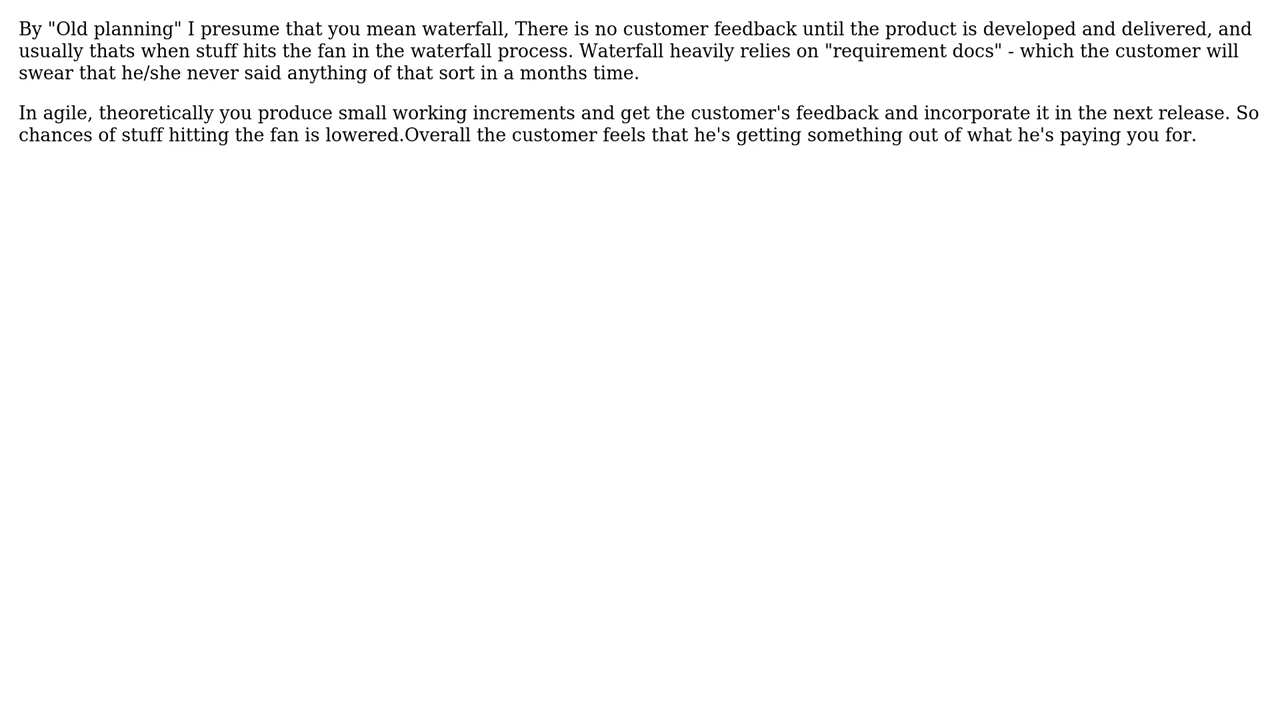 By "Old planning" I presume that you mean waterfall, There is no customer feedback until the product is developed and delivered, and
usually thats when stuff hits the fan in the waterfall process. Waterfall heavily relies on "requirement docs" - which the customer will
swear that he/she never said anything of that sort in a months time.
In agile, theoretically you produce small working increments and get the customer's feedback and incorporate it in the next release. So
chances of stuff hitting the fan is lowered.Overall the customer feels that he's getting something out of what he's paying you for.